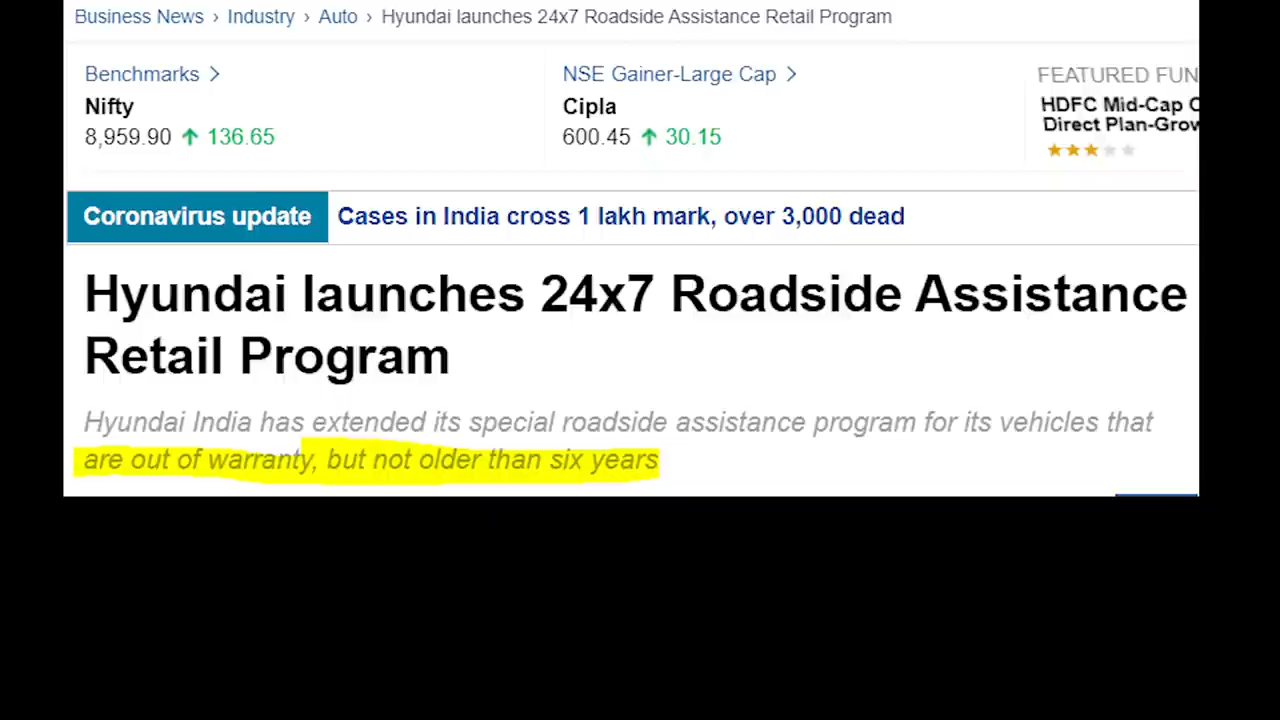 Business News › Industry › Auto › Hyundai launches 24x7 Roadside Assistance Retail Program
Benchmarks >
NSE Gainer-Large Cap >
FEATURED FUN
Nifty
Cipla
HDFC Mid-Cap
Direct Plan-Grow
8,959.90 ↑ 136.65
600.45 ↑ 30.15
Coronavirus update
Cases in India cross 1 lakh mark, over 3,000 dead
Hyundai launches 24x7 Roadside Assistance
Retail Program
Hyundai India has extended its special roadside assistance program for its vehicles that
are out of warranty, but not older than six years